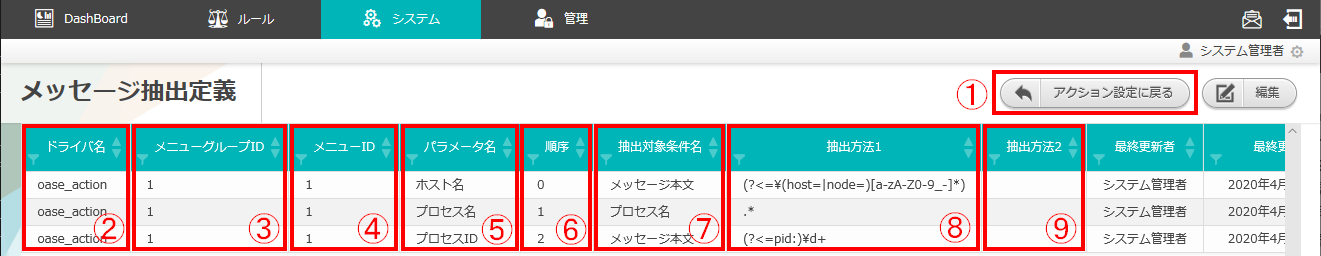 DashBoard ルール システム 管理
システム管理者
メッセージ抽出定義 ① アクション設定に戻る 編集
ドライバ名 メニューグループID メニューID パラメータ名 順序 抽出対象条件名 抽出方法1 抽出方法2 最終更新者 最終更
oase_action 1 1 ホスト名 0 メッセージ本文 (?<=¥(host=|node=)[a-zA-Z0-9_-]*) システム管理者 2020年4月
oase_action 1 1 プロセス名 1 プロセス名 .* システム管理者 2020年4月
oase_action 1 1 プロセスID 2 メッセージ本文 (?<=pid:)¥d+ システム管理者 2020年4月
② ③ ④ ⑤ ⑥ ⑦ ⑧ ⑨